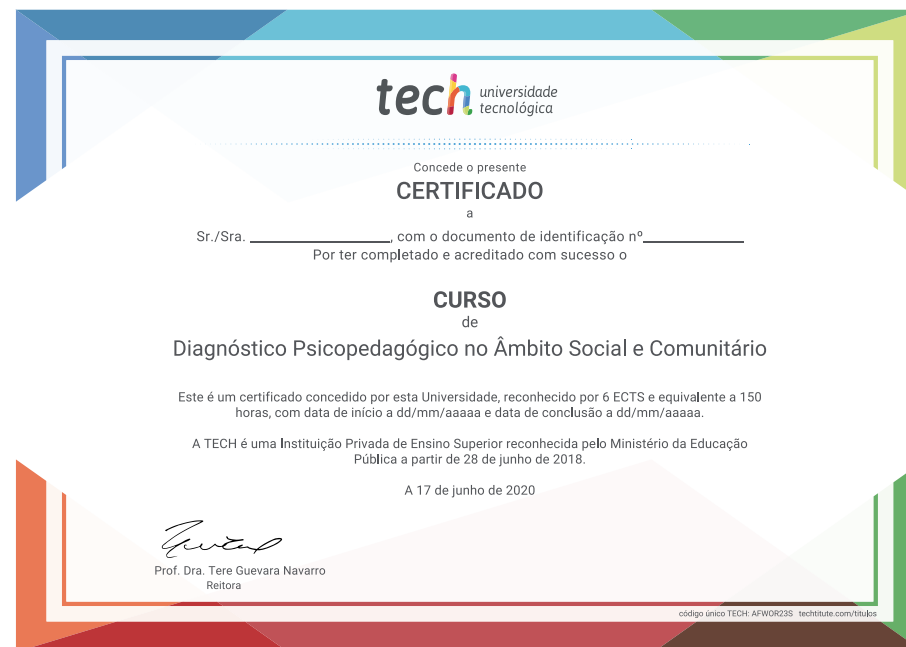 tech universidade
tecnológica
Concede o presente
CERTIFICADO
a
Sr./Sra. ____________________, com o documento de identificação nº______________
Por ter completado e acreditado com sucesso o
CURSO
de
Diagnóstico Psicopedagógico no Âmbito Social e Comunitário
Este é um certificado concedido por esta Universidade, reconhecido por 6 ECTS e equivalente a 150
horas, com data de início a dd/mm/aaaaa e data de conclusão a dd/mm/aaaaa.
A TECH é uma Instituição Privada de Ensino Superior reconhecida pelo Ministério da Educação
Pública a partir de 28 de junho de 2018.
A 17 de junho de 2020
Prof. Dra. Tere Guevara Navarro
Reitora
código único TECH: AFWOR23S techtitute.com/titulos